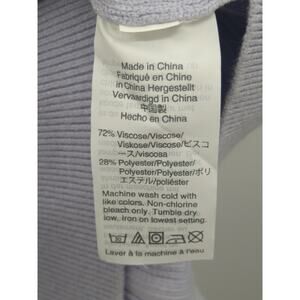 Made in China
Fabriqué en Chine
in China Hergestellt
Vervaardigd in China
中国製
Hecho en China
72% Viscose/Viscose/
Viskose/Viscose/ビスコ
ース/viscosa
28% Polyester/Polyester/
Polyester/Polyester/ポリ
エステル/poliéster
Machine wash cold with
like colors. Non-chlorine
bleach only. Tumble dry
low. Iron on lowest setting.
Laver à la machine à l'eau